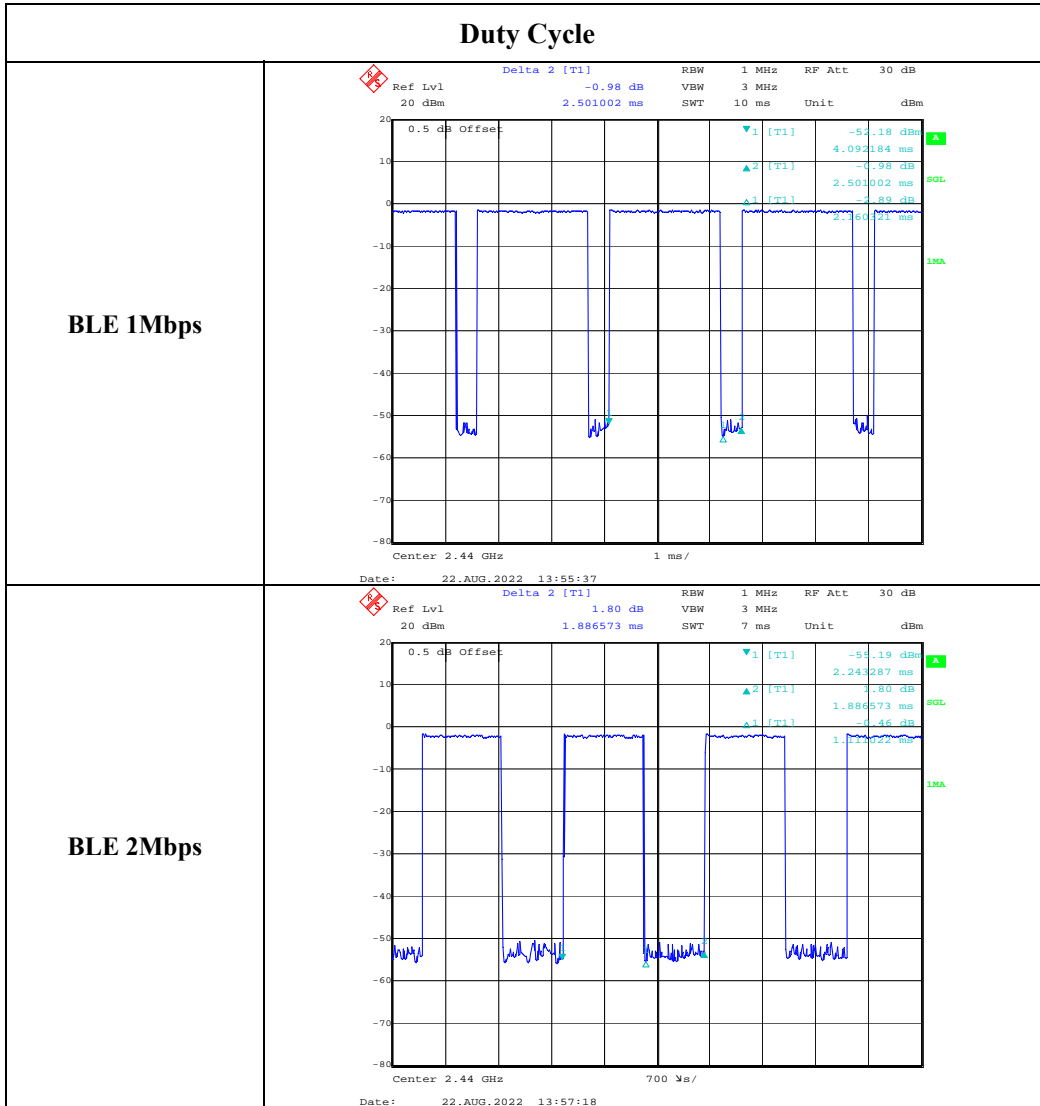 Duty Cycle
BLE 1Mbps
R S
Delta 2 [T1] RBW 1 MHz RF Att 30 dB
Ref Lvl -0.98 dB VBW 3 MHz
20 dBm 2.501002 ms SWT 10 ms Unit dBm
20
0.5 dB Offset
1 [T1] -52.18 dBm
A
4.092184 ms
10
2 [T1] -0.98 dB
2.501002 ms
SGL
1 [T1] -2.89 dB
0
2.160321 ms
-10
1MA
-20
-30
-40
-50
-60
-70
-80
Center 2.44 GHz 1 ms/
Date: 22.AUG.2022 13:55:37
BLE 2Mbps
R S
Delta 2 [T1] RBW 1 MHz RF Att 30 dB
Ref Lvl 1.80 dB VBW 3 MHz
20 dBm 1.886573 ms SWT 7 ms Unit dBm
20
0.5 dB Offset
1 [T1] -55.19 dBm
A
2.243287 ms
10
2 [T1] 1.80 dB
1.886573 ms
SGL
1 [T1] -0.46 dB
0
1.111022 ms
-10
1MA
-20
-30
-40
-50
-60
-70
-80
Center 2.44 GHz 700 s/
Date: 22.AUG.2022 13:57:18